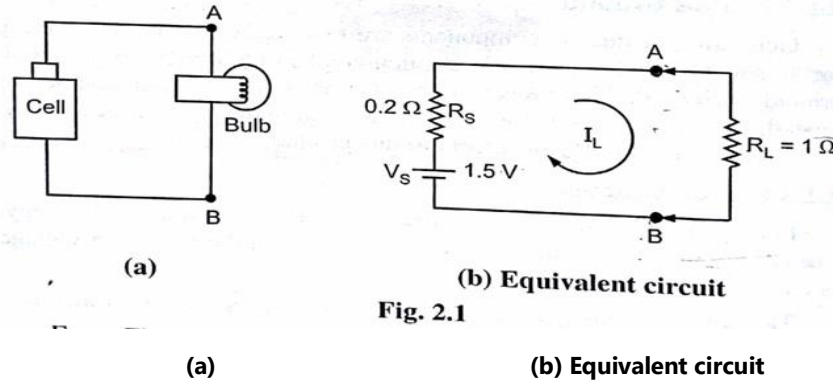 A
Cell
Bulb
B
(a)
A
0.2 Ω
R_S
I_L
R_L = 1 Ω
V_S
1.5 V
B
(b) Equivalent circuit
Fig. 2.1
(a)
(b) Equivalent circuit